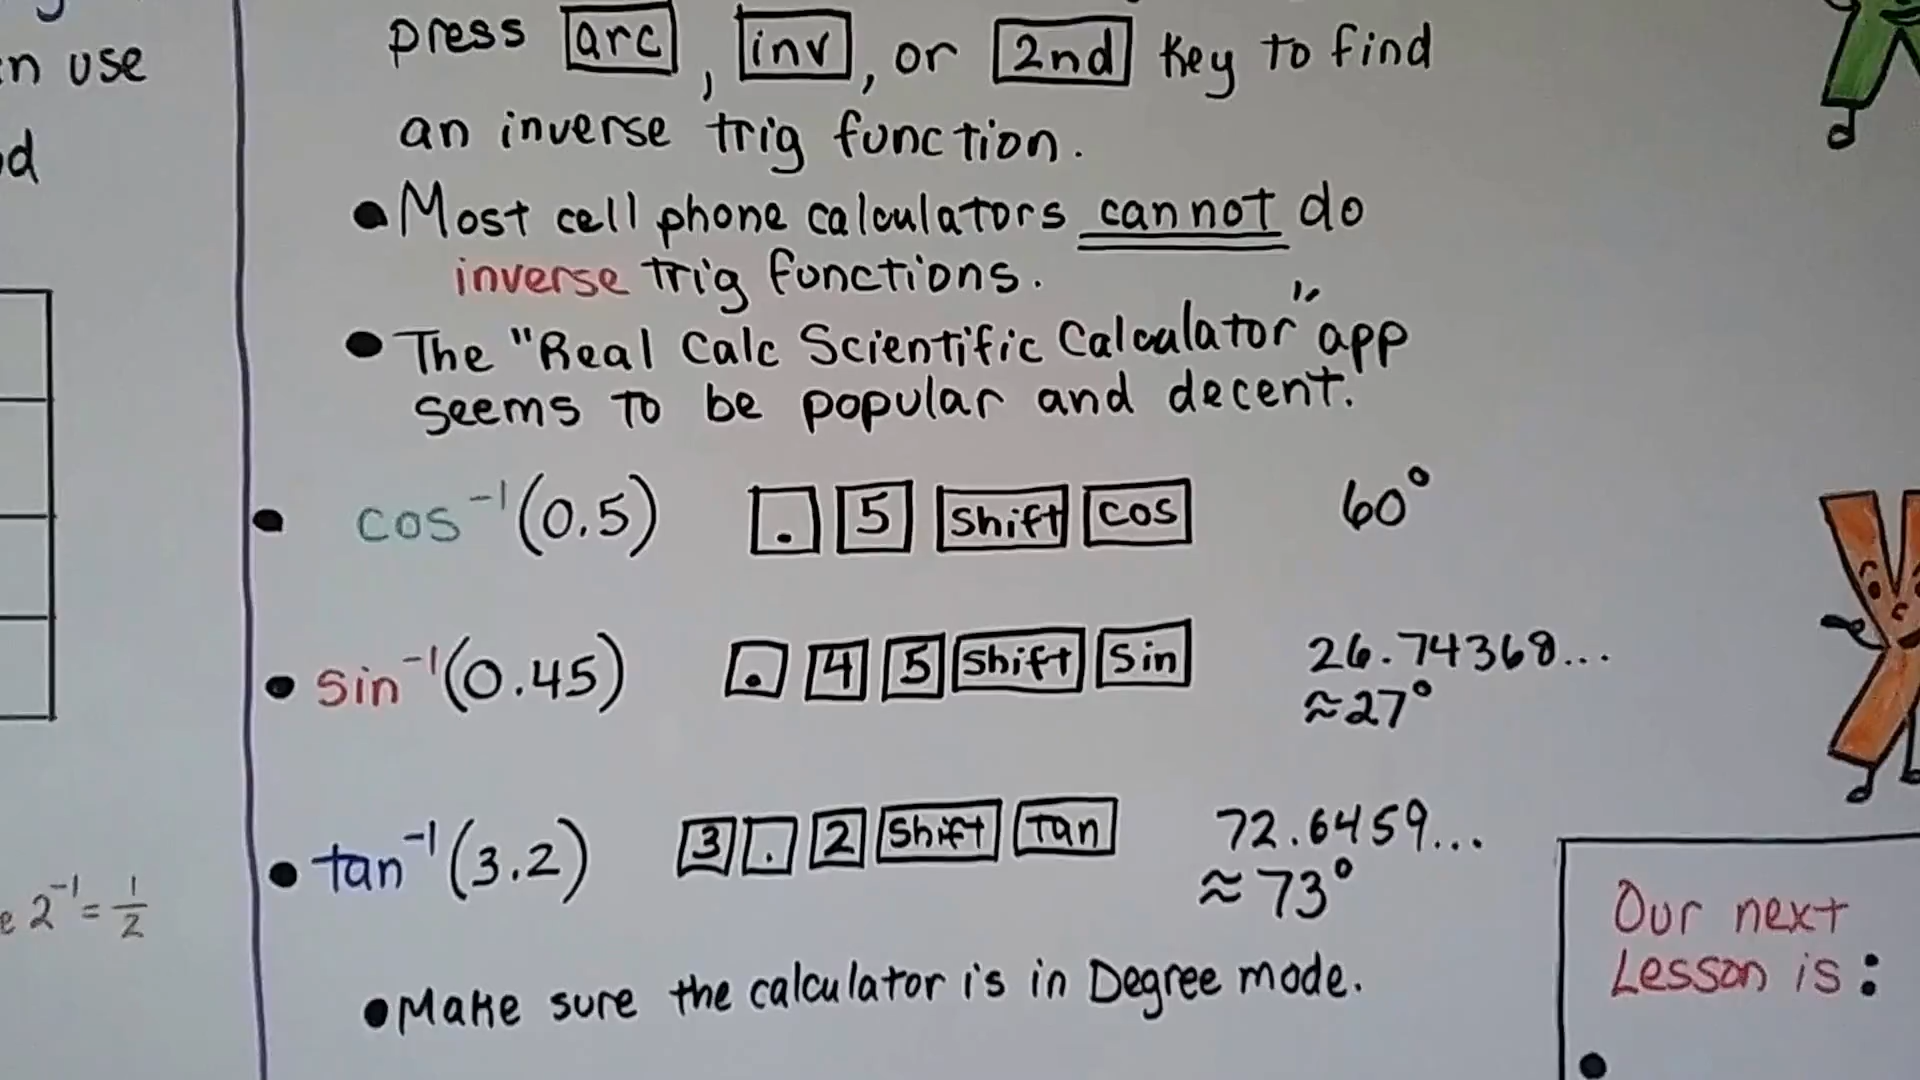 use
press arc, inv, or 2nd key to find
an inverse trig function.
• Most cell phone calculators cannot do
inverse trig functions.
• The "Real Calc Scientific Calculator" app
seems to be popular and decent.
• cos⁻¹(0.5) . 5 Shift cos 60°
• sin⁻¹(0.45) . 4 5 Shift Sin 26.74368...
≈27°
• tan⁻¹(3.2) 3 . 2 Shift Tan 72.6459...
≈73°
2⁻¹=1/2
• Make sure the calculator is in Degree mode.
Our next
Lesson is: